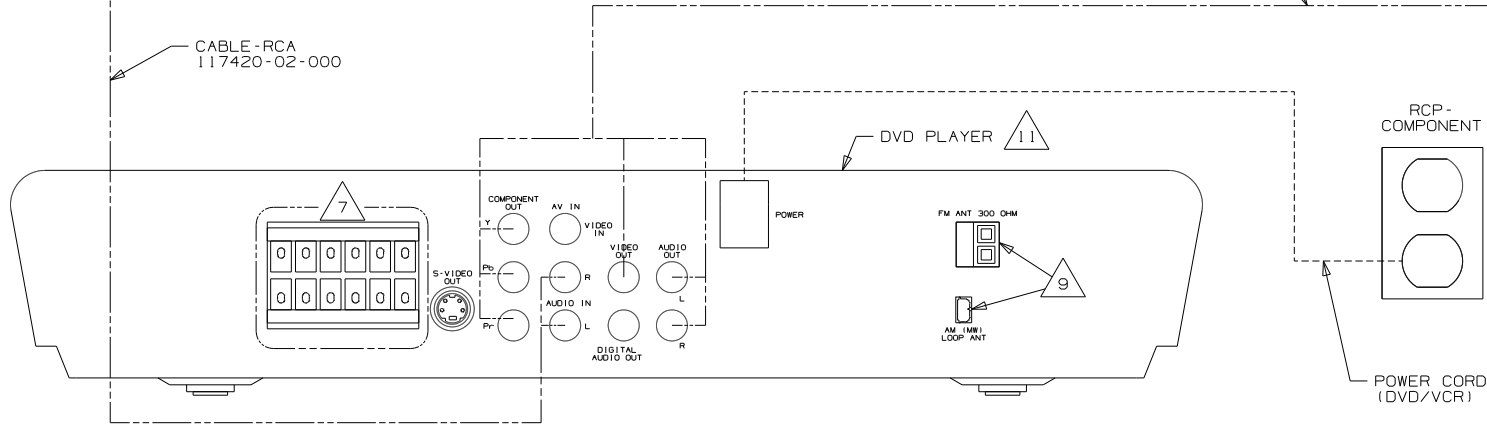 CABLE-RCA
117420-02-000
RCP-
COMPONENT
DVD PLAYER 11
7
COMPONENT
OUT
AV IN
Y
VIDEO
IN
POWER
FM ANT 300 OHM
VIDEO
OUT
AUDIO
OUT
S-VIDEO
OUT
Pb
R
L
9
AUDIO IN
Pr
L
R
DIGITAL
AUDIO OUT
AM (MW)
LOOP ANT
POWER CORD
(DVD/VCR)